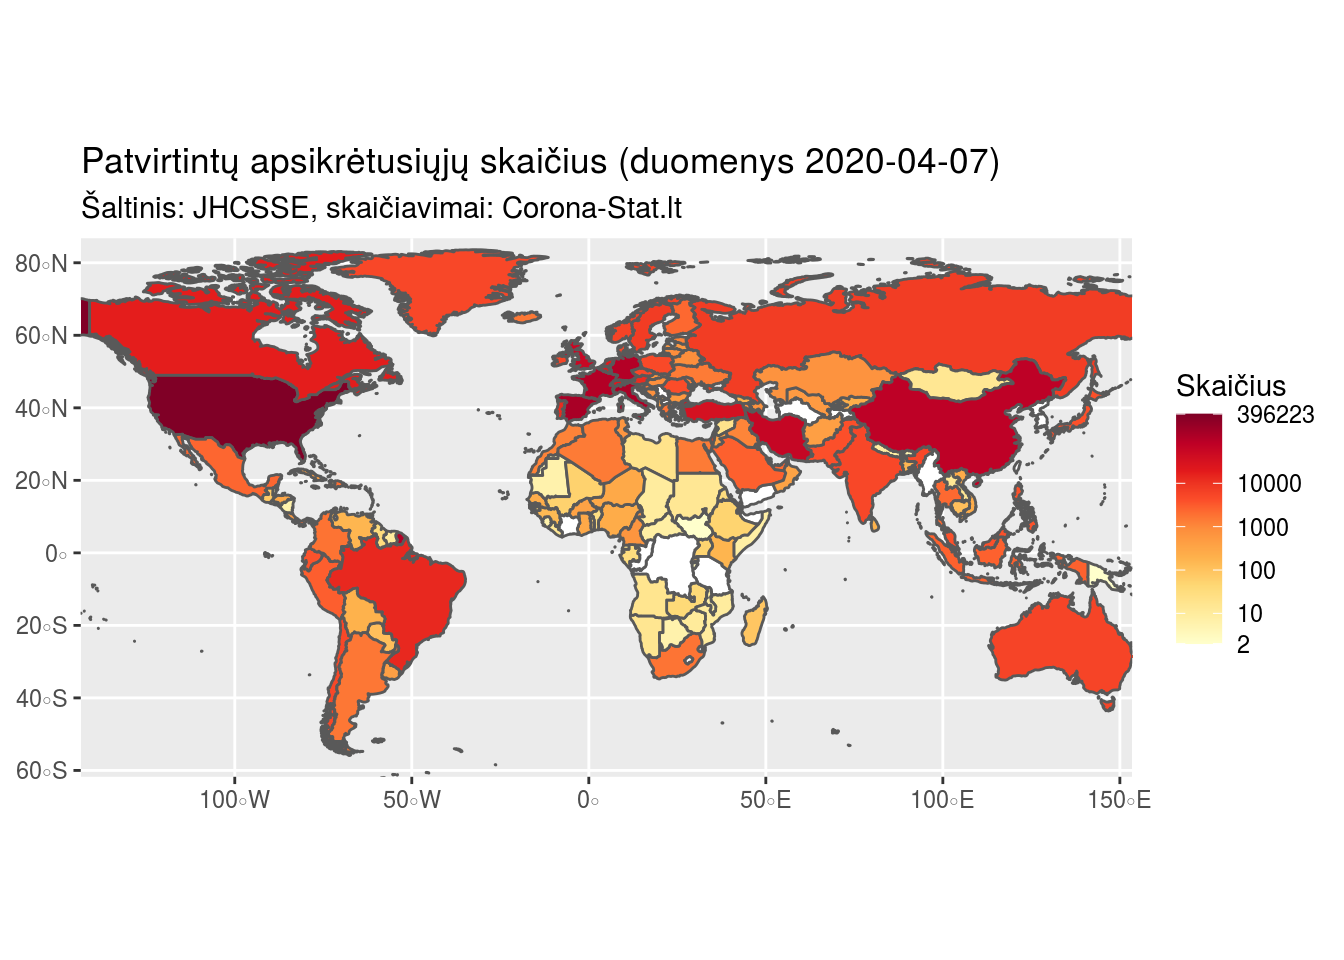 Patvirtintų apsikrėtusiųjų skaičius (duomenys 2020-04-07)
Šaltinis: JHCSSE, skaičiavimai: Corona-Stat.lt
80°N
60°N
40°N
20°N
0°
20°S
40°S
60°S
100°W 50°W 0° 50°E 100°E 150°E
Skaičius
396223
10000
1000
100
10
2